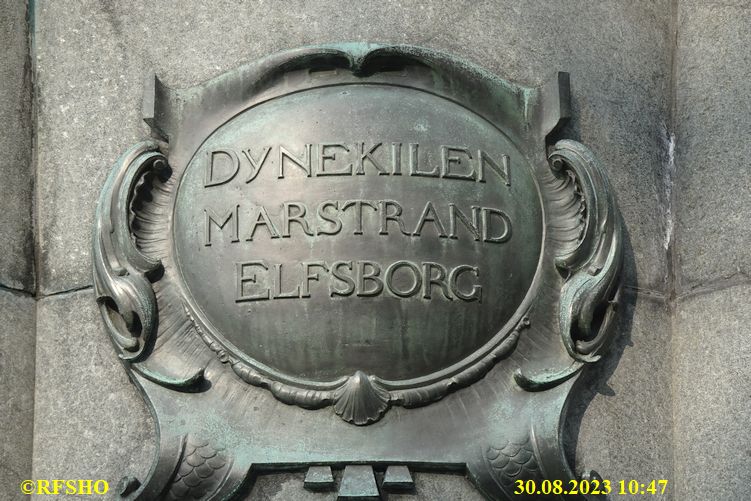 DYNEKILEN
MARSTRAND
ELFSBORG
©RFSHO
30.08.2023 10:47